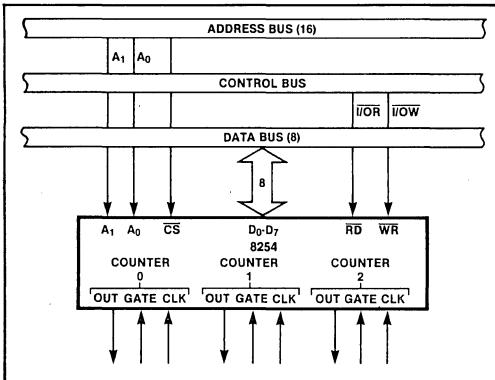 ADDRESS BUS (16)
A1 A0
CONTROL BUS
I/OR I/OW
DATA BUS (8)
8
A1 A0 CS D0-D7 RD WR
8254
COUNTER COUNTER COUNTER
0 1 2
OUT GATE CLK OUT GATE CLK OUT GATE CLK